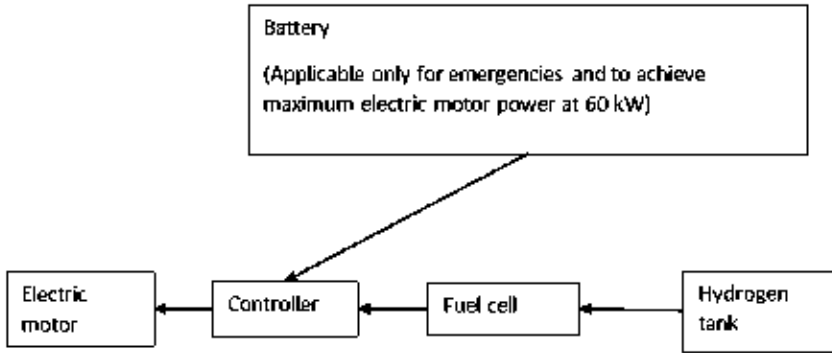 Battery
(Applicable only for emergencies and to achieve
maximum electric motor power at 60 kW)
Electric
motor
Controller
Fuel cell
Hydrogen
tank